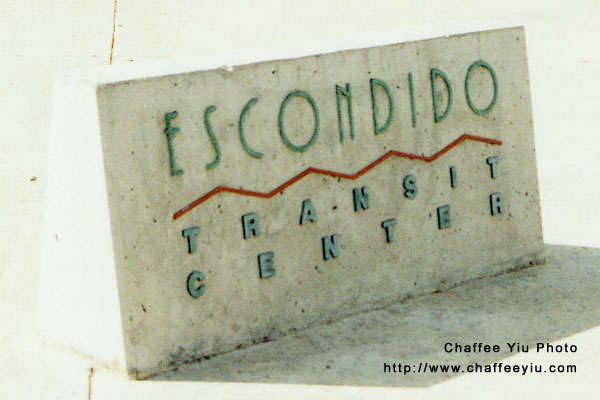 ESCONDIDO
TRANSIT
CENTER
Chaffee Yiu Photo
http://www.chaffeeyiu.com